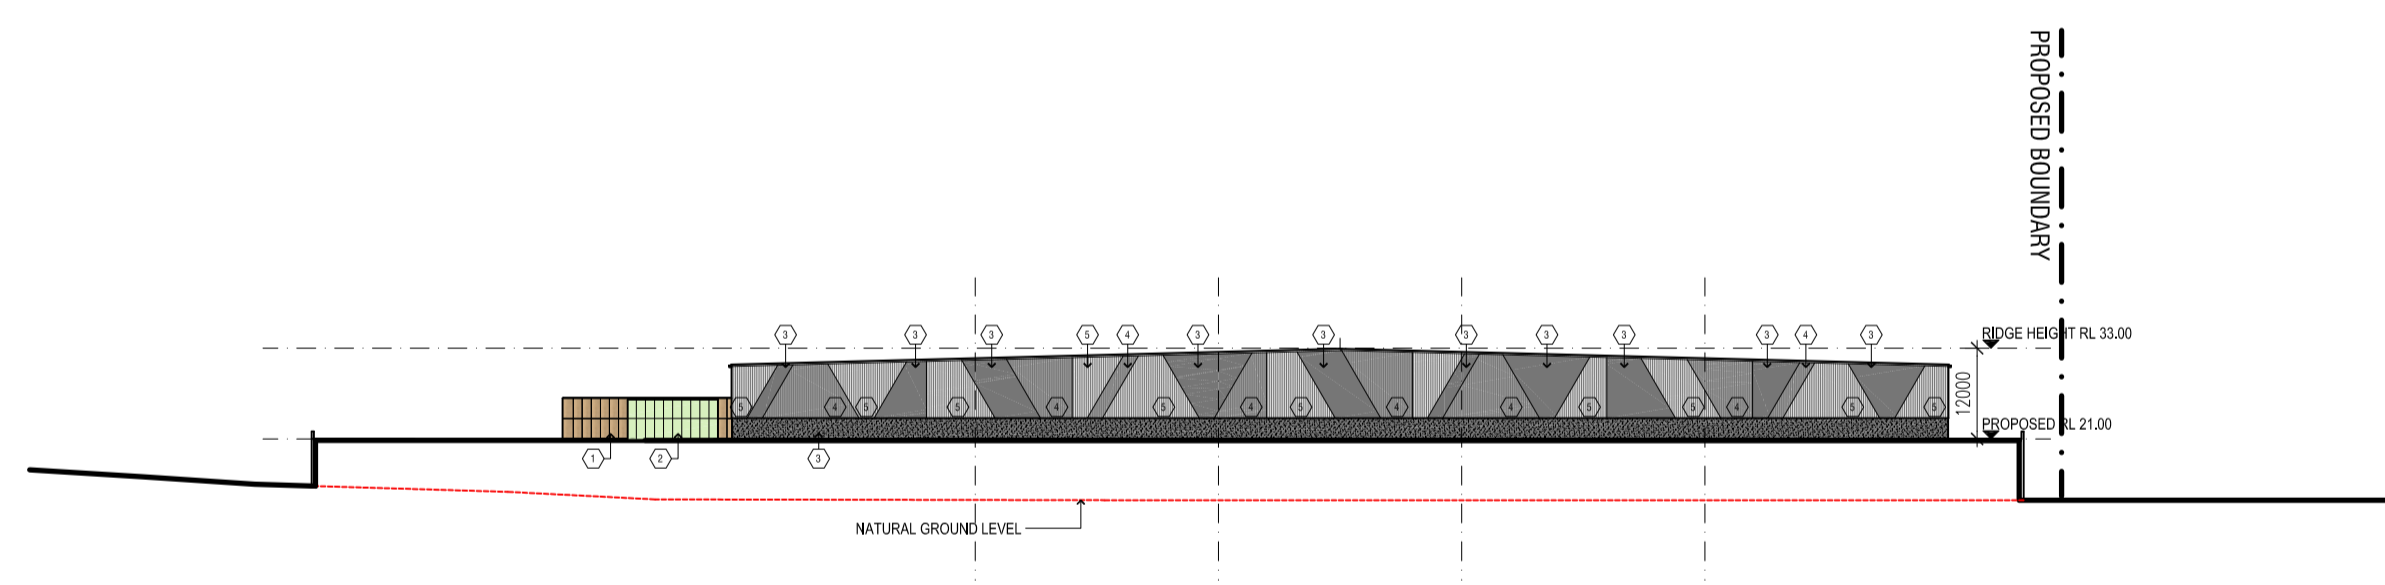 PROPOSED BOUNDARY
3 3 3 5 4 3 3 3 3 3 3 4 3
RIDGE HEIGHT RL 33.00
12000
5 4 5 5 4 5 4 5 4 4 5 5 4 5 5
PROPOSED RL 21.00
1 2 3
NATURAL GROUND LEVEL